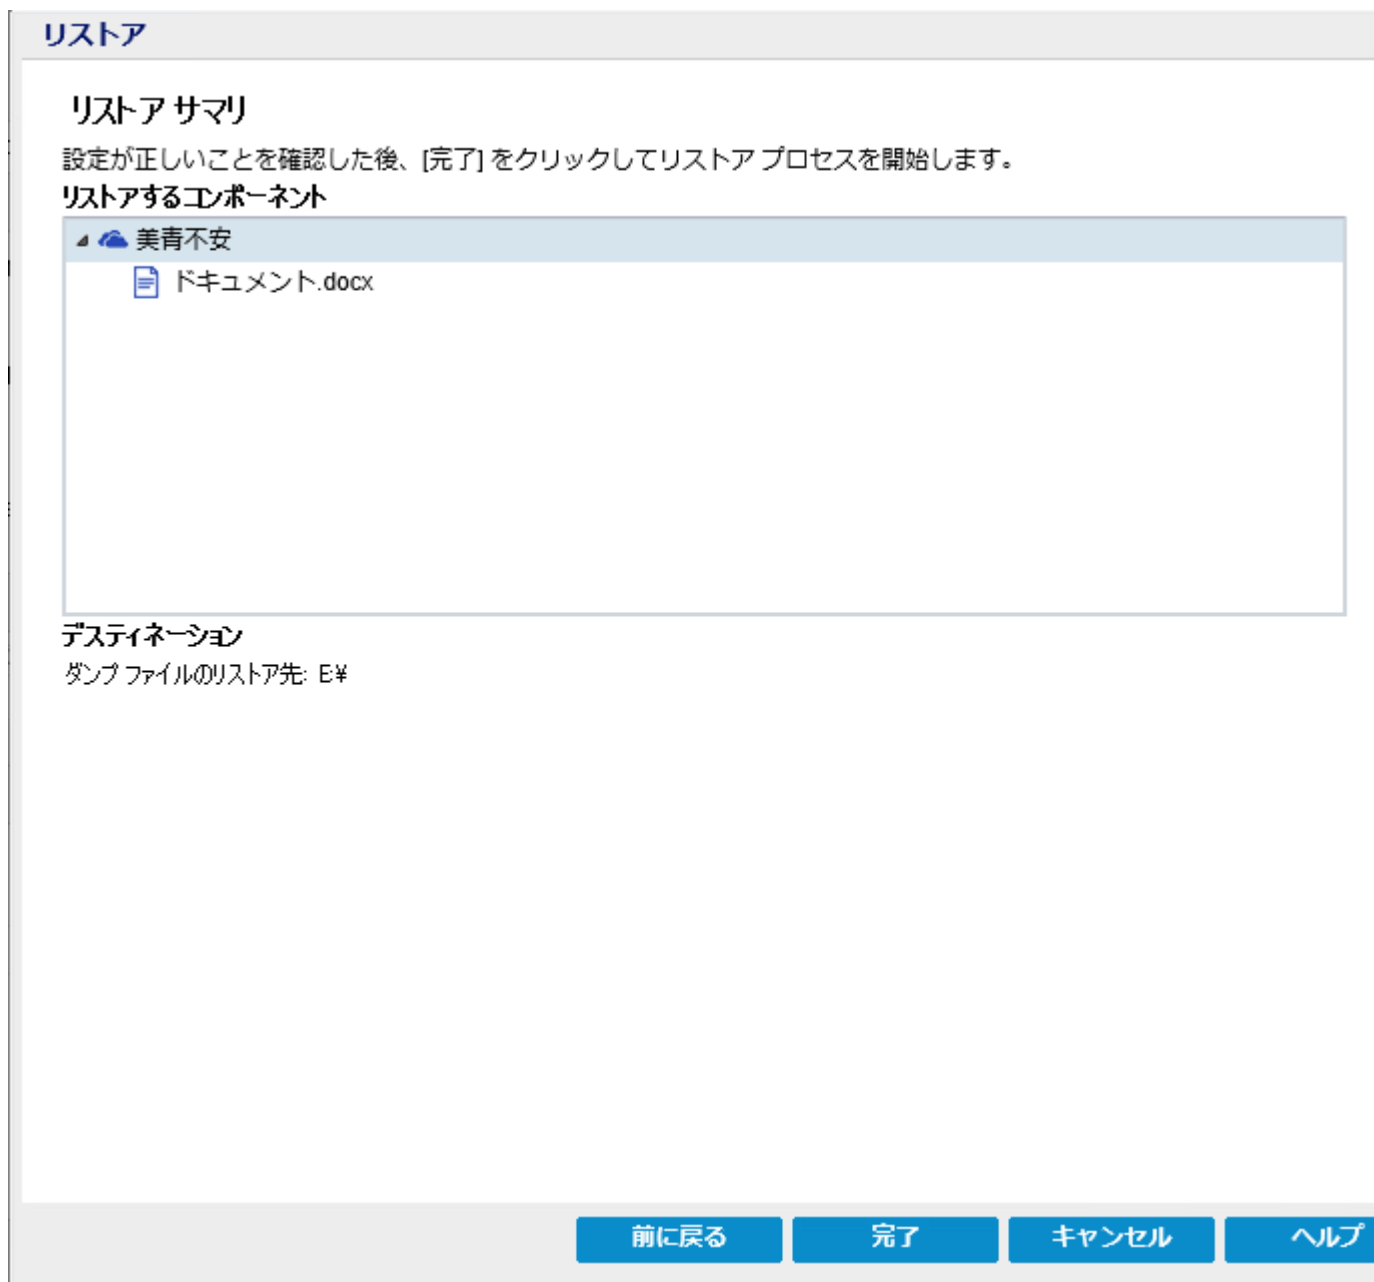 リストア
リストア サマリ
設定が正しいことを確認した後、[完了] をクリックしてリストア プロセスを開始します。
リストアするコンポーネント
美青不安
ドキュメント.docx
デスティネーション
ダンプ ファイルのリストア先: E:¥
前に戻る 完了 キャンセル ヘルプ